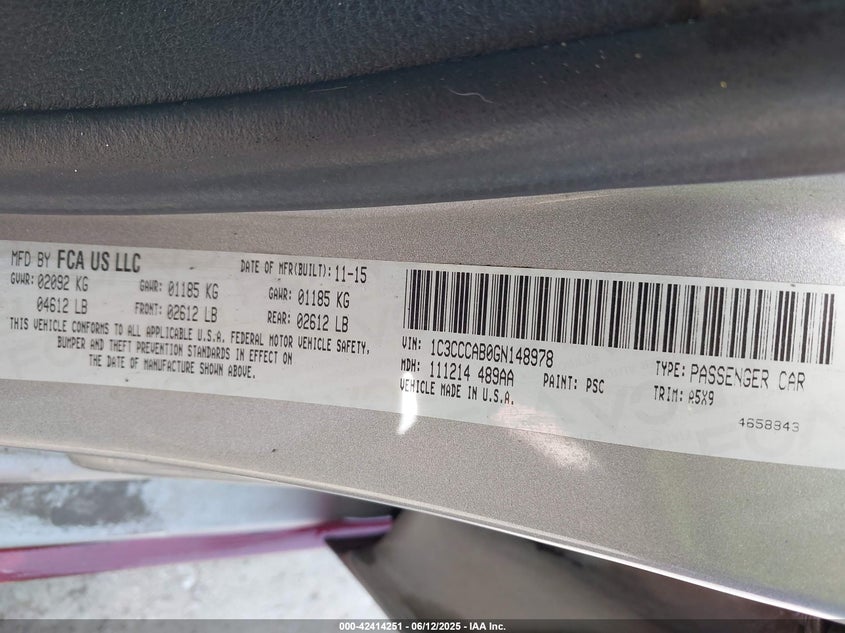 MFD BY FCA US LLC
DATE OF MFR(BUILT): 11-15
GVWR: 02092 KG
GAWR: 01185 KG
GAWR: 01185 KG
04612 LB
FRONT: 02612 LB
REAR: 02612 LB
THIS VEHICLE CONFORMS TO ALL APPLICABLE U.S.A. FEDERAL MOTOR VEHICLE SAFETY,
BUMPER AND THEFT PREVENTION STANDARDS IN EFFECT ON
THE DATE OF MANUFACTURE SHOWN ABOVE.
VIN: 1C3CCCAB0GN148978
TYPE: PASSENGER CAR
MDH: 111214 489AA
PAINT: PSC
TRIM: A5X9
VEHICLE MADE IN U.S.A.
4658943
000-42414251 - 06/12/2025 - IAA Inc.